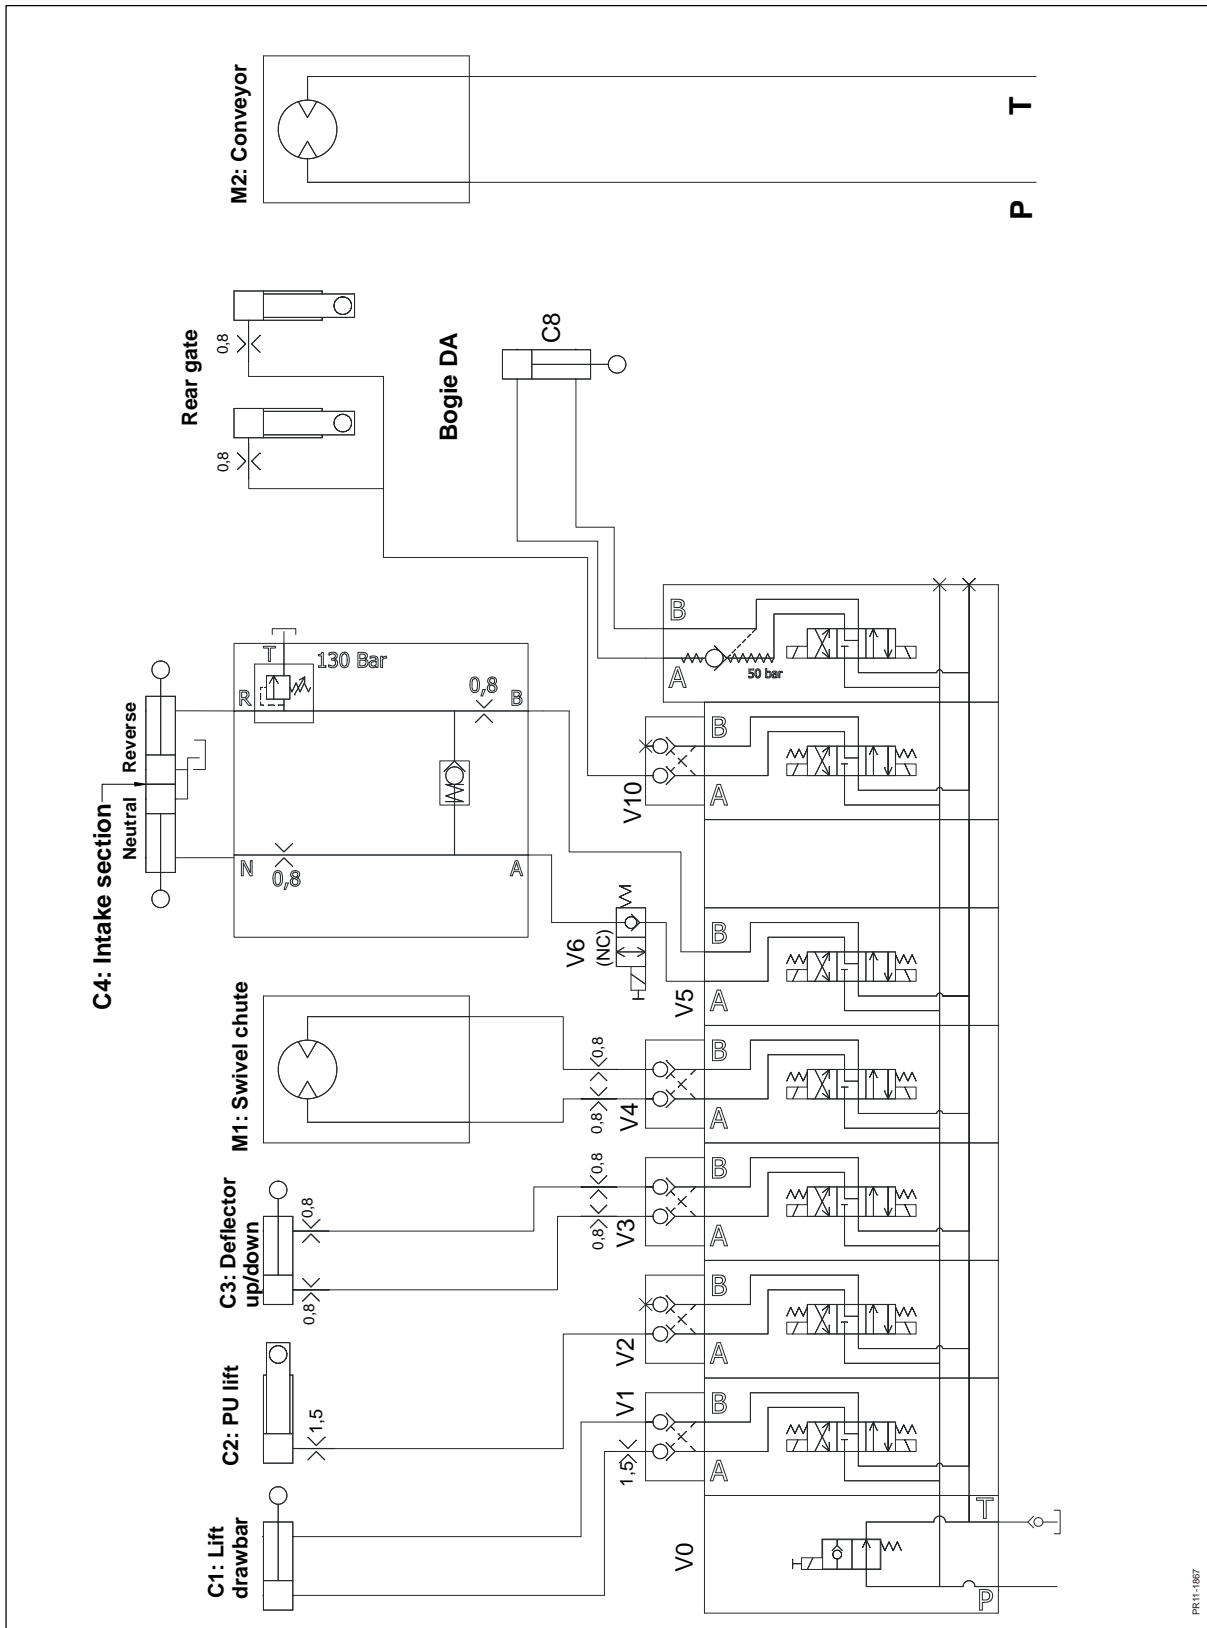 M2: Conveyor
T
P
Rear gate
0,8
0,8
Bogie DA
C8
C4: Intake section
Neutral
Reverse
R
T
130 Bar
0,8
B
N
0,8
A
V6
(NC)
M1: Swivel chute
C3: Deflector
up/down
0,8
0,8
C2: PU lift
1,5
C1: Lift
drawbar
B
A
50 bar
V10
B
A
V5
B
A
0,8
0,8
V4
B
A
0,8
0,8
V3
B
A
V2
B
A
V1
1,5
B
A
V0
T
P
PR11-1867